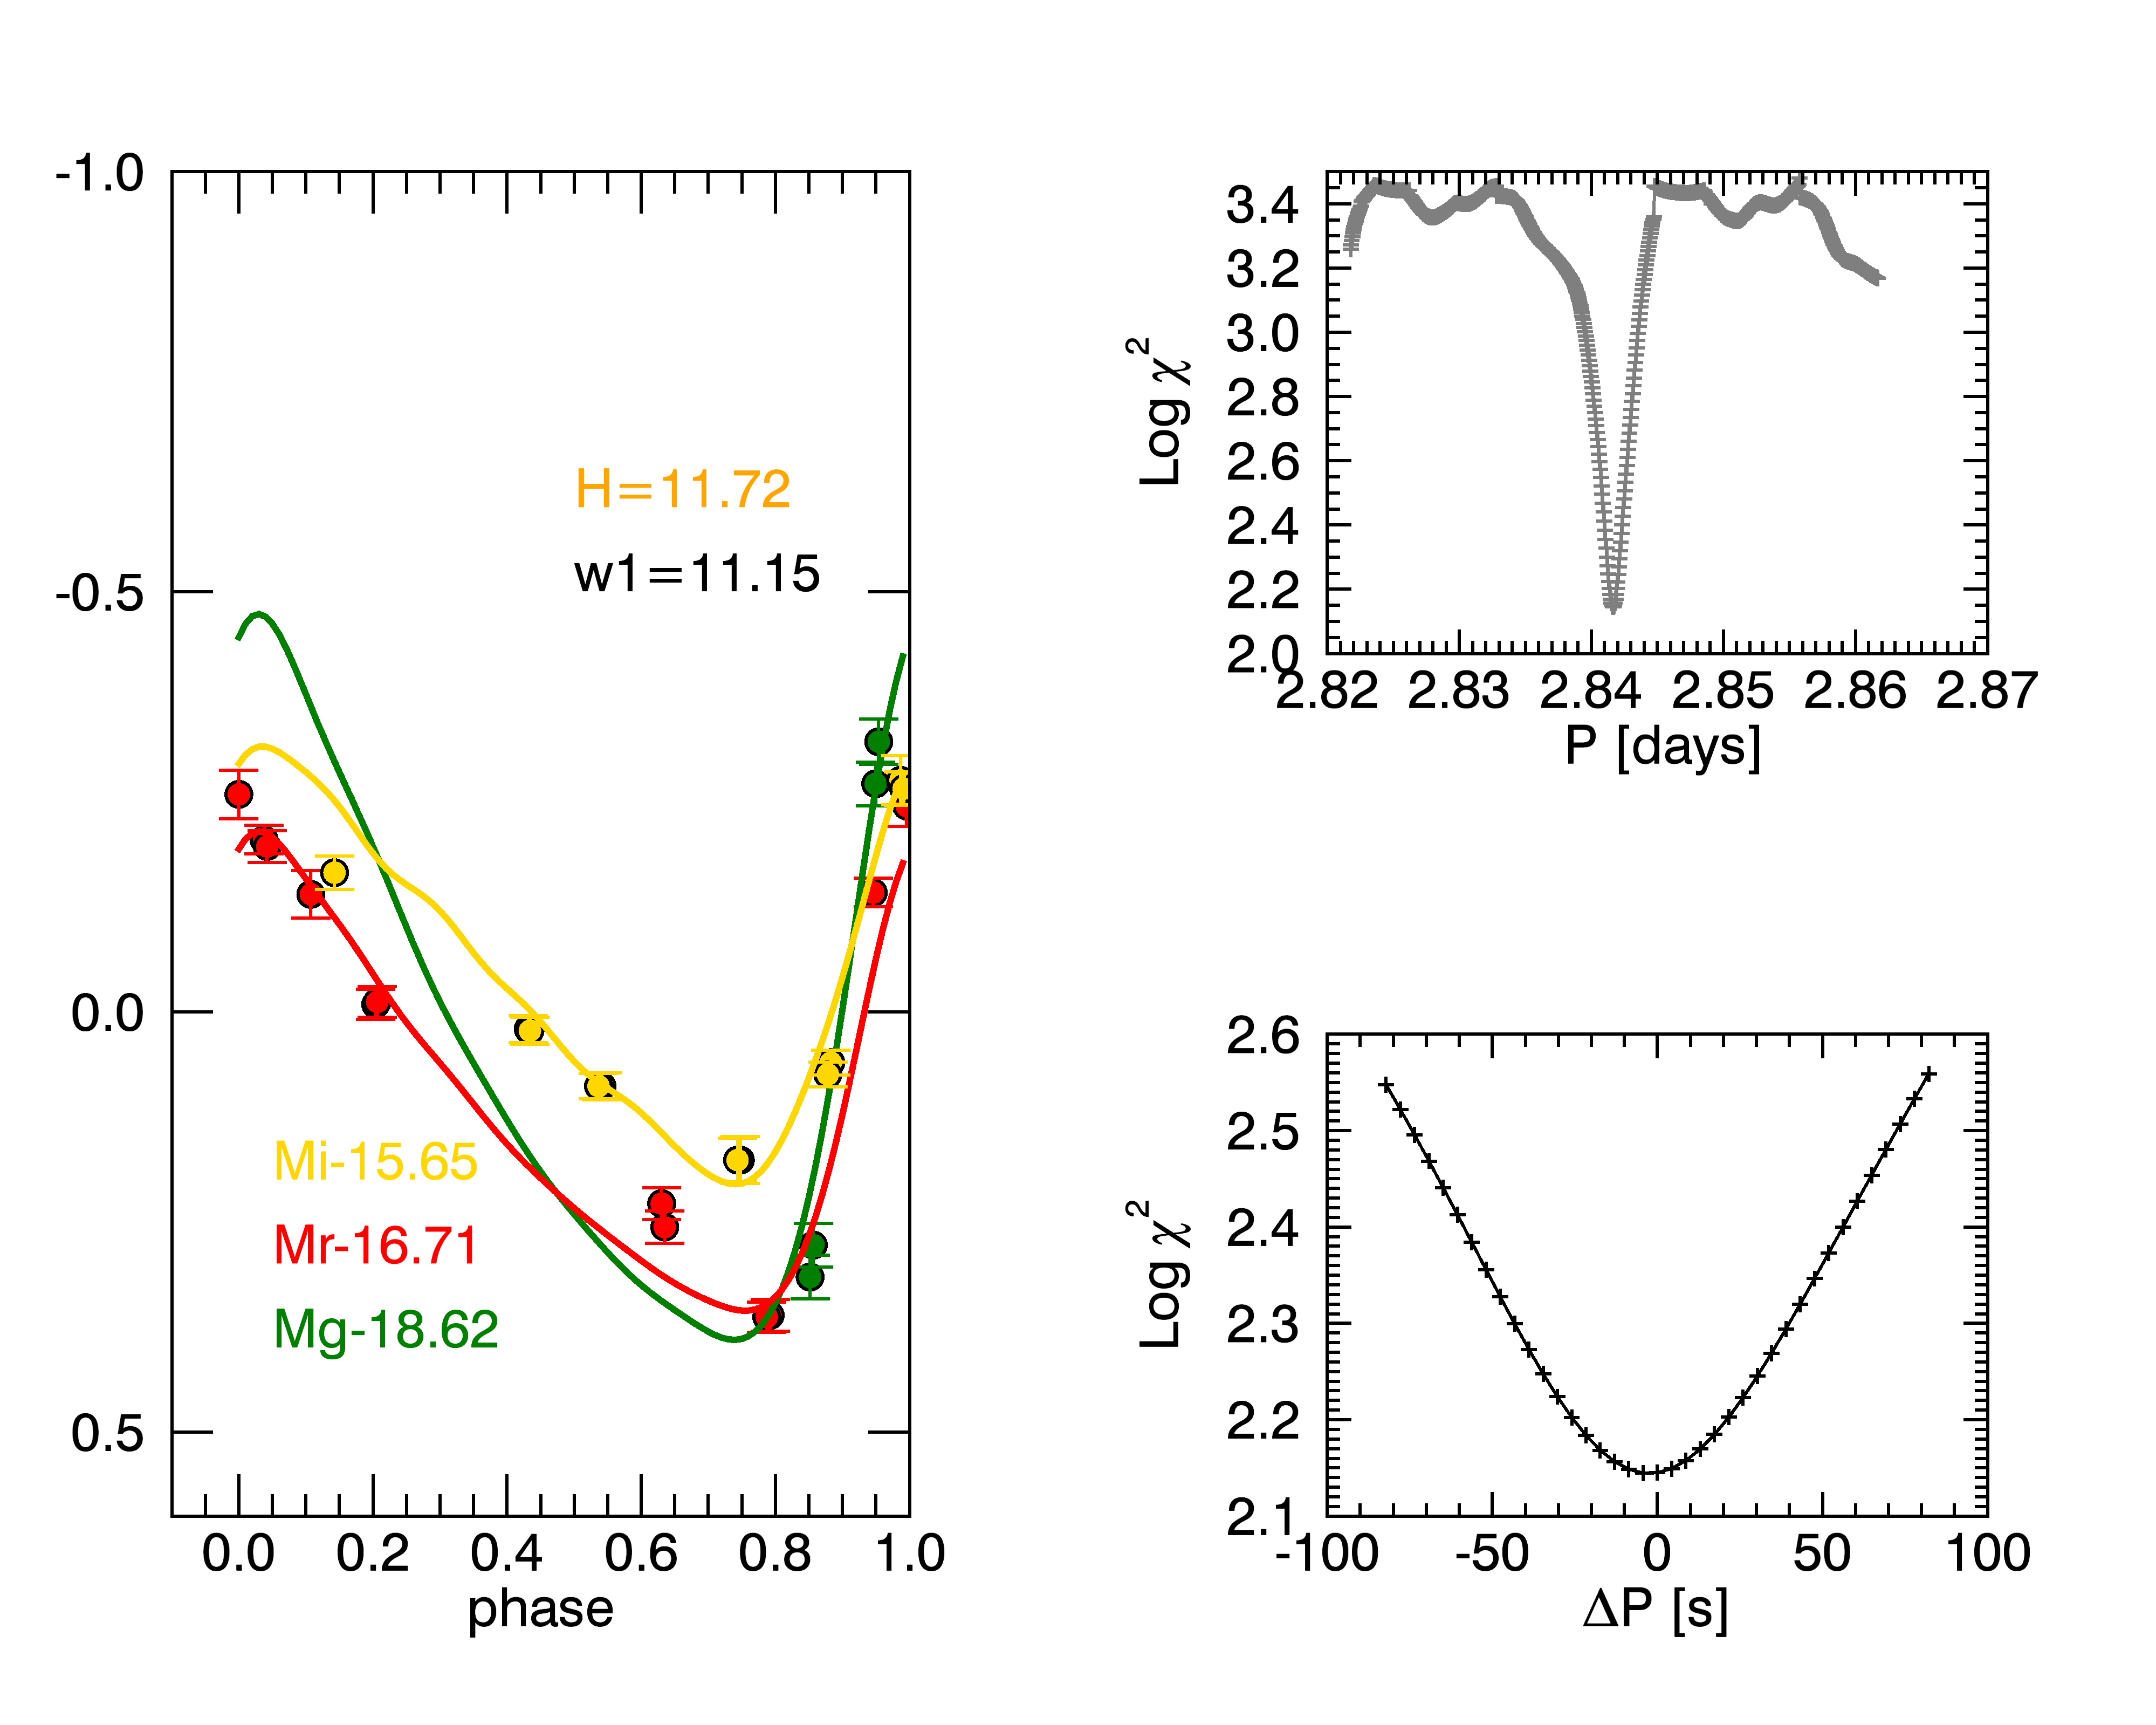 -1.0
-0.5
0.0
0.5
H=11.72
w1=11.15
Mi-15.65
Mr-16.71
Mg-18.62
0.0 0.2 0.4 0.6 0.8 1.0
phase
3.4
3.2
3.0
2.8
2.6
2.4
2.2
2.0
Log χ²
2.82 2.83 2.84 2.85 2.86 2.87
P [days]
2.6
2.5
2.4
2.3
2.2
2.1
Log χ²
-100 -50 0 50 100
ΔP [s]